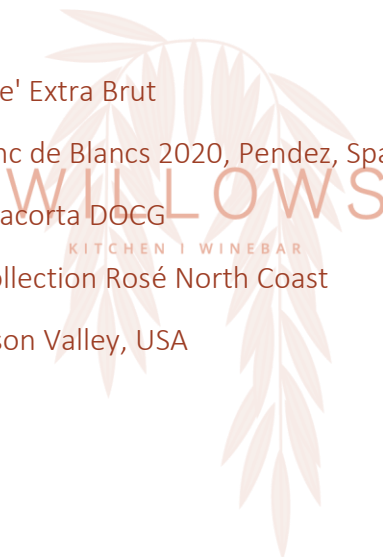 e' Extra Brut
nc de Blancs 2020, Pendez, Spa
WILLOWS
acorta DOCG
KITCHEN I WINEBAR
ollection Rosé North Coast
son Valley, USA